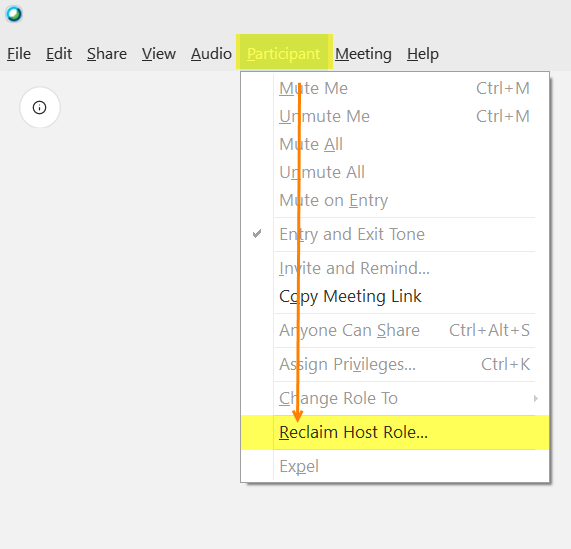 File Edit Share View Audio Participant Meeting Help
Mute Me Ctrl+M
Unmute Me Ctrl+M
Mute All
Unmute All
Mute on Entry
Entry and Exit Tone
Invite and Remind...
Copy Meeting Link
Anyone Can Share Ctrl+Alt+S
Assign Privileges... Ctrl+K
Change Role To
Reclaim Host Role...
Expel